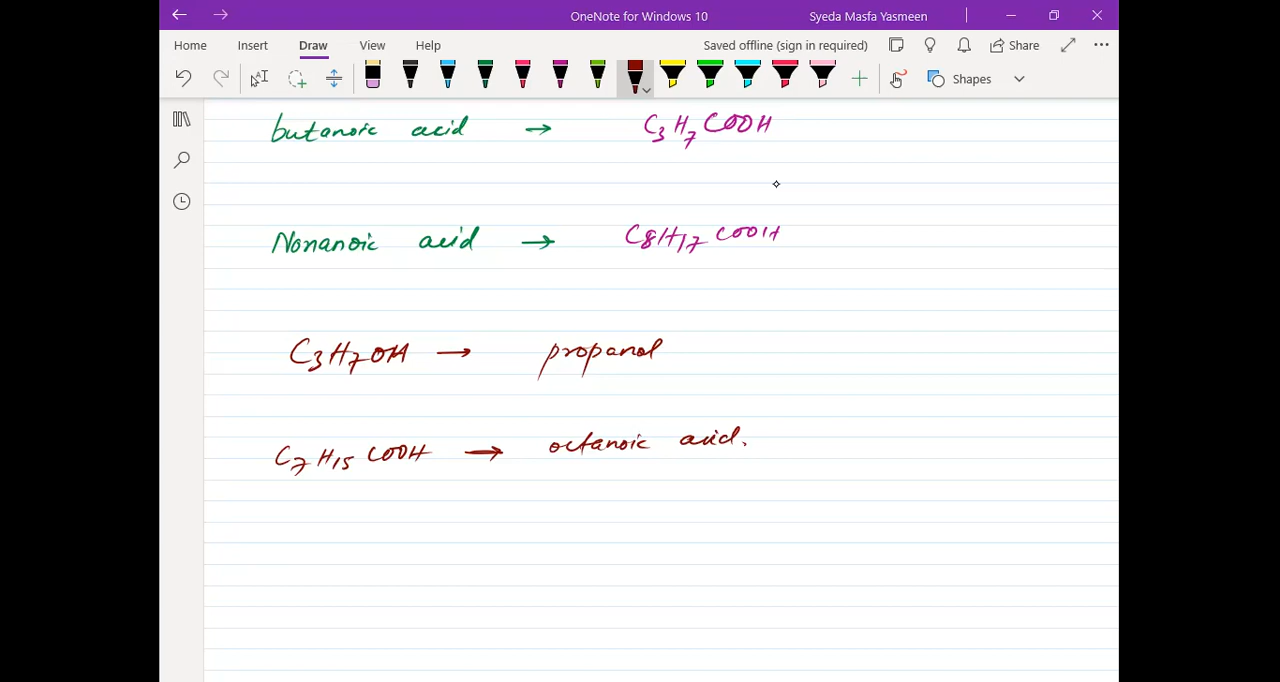 OneNote for Windows 10 Syeda Masfa Yasmeen
Home Insert Draw View Help Saved offline (sign in required) Share
Shapes
butanoic acid → C₃H₇COOH
Nonanoic acid → C8H17COOH
C₃H₇OH → propanol
C₇H₁₅COOH → octanoic acid.